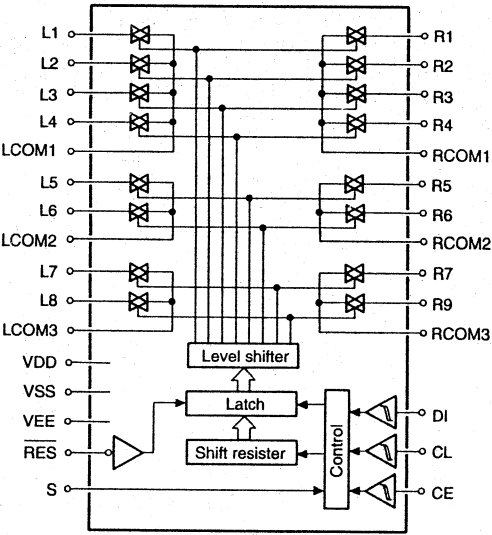 L1
R1
L2
R2
L3
R3
L4
R4
LCOM1
RCOM1
L5
R5
L6
R6
LCOM2
RCOM2
L7
R7
L8
R9
LCOM3
RCOM3
VDD
Level shifter
VSS
Latch
DI
VEE
RES
Shift resister
Control
CL
S
CE